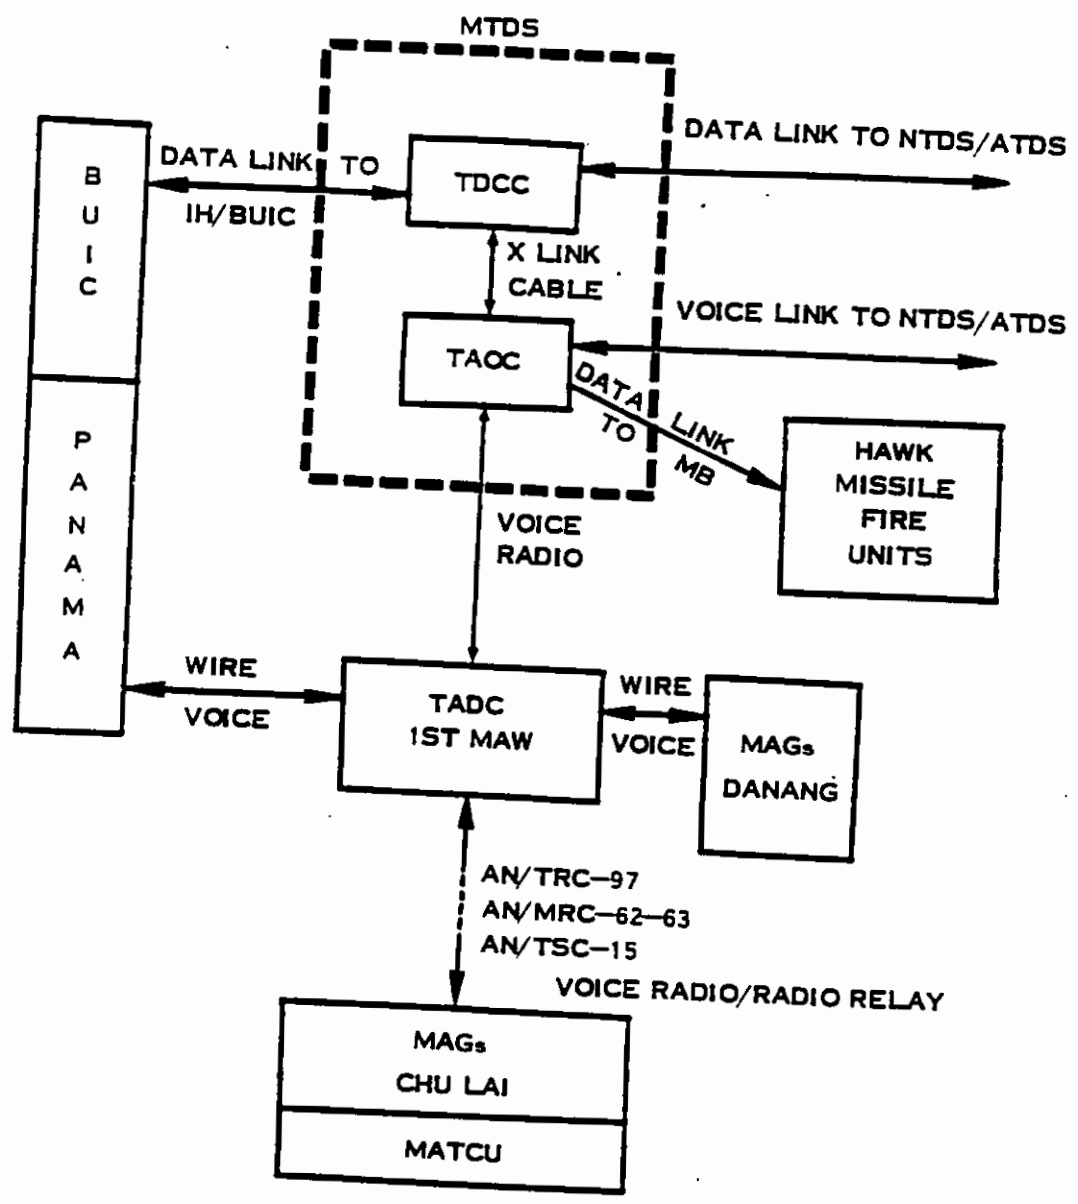 MTDS
DATA LINK TO NTDS/ATDS
BUIC
DATA LINK TO
IH/BUIC
TDCC
X LINK
CABLE
VOICE LINK TO NTDS/ATDS
TAOC
DATA LINK
TO MB
HAWK
MISSILE
FIRE
UNITS
PANAMA
VOICE
RADIO
WIRE
VOICE
TADC
1ST MAW
WIRE
VOICE
MAGs
DANANG
AN/TRC-97
AN/MRC-62-63
AN/TSC-15
VOICE RADIO/RADIO RELAY
MAGs
CHU LAI
MATCU